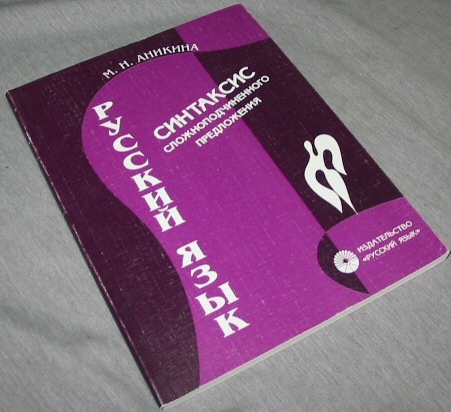 М. Н. АНИКИНА
РУССКИЙ ЯЗЫК
СИНТАКСИС
СЛОЖНОПОДЧИНЕННОГО
ПРЕДЛОЖЕНИЯ
ИЗДАТЕЛЬСТВО
«РУССКИЙ ЯЗЫК»